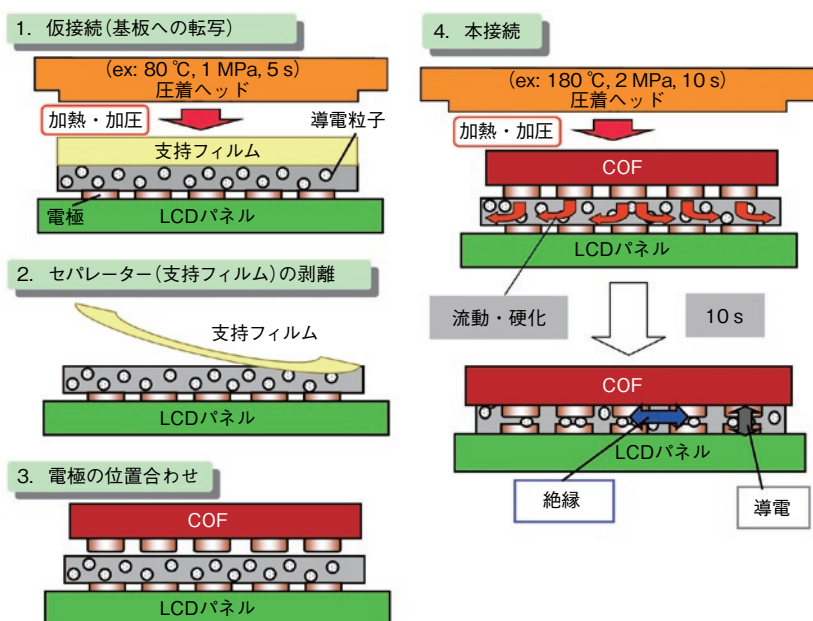 1. 仮接続(基板への転写)
(ex: 80 ℃, 1 MPa, 5 s)
圧着ヘッド
加熱・加圧
導電粒子
支持フィルム
電極
LCDパネル
2. セパレーター(支持フィルム)の剥離
支持フィルム
LCDパネル
3. 電極の位置合わせ
COF
LCDパネル
4. 本接続
(ex: 180 ℃, 2 MPa, 10 s)
圧着ヘッド
加熱・加圧
COF
LCDパネル
流動・硬化
10 s
COF
LCDパネル
絶縁
導電